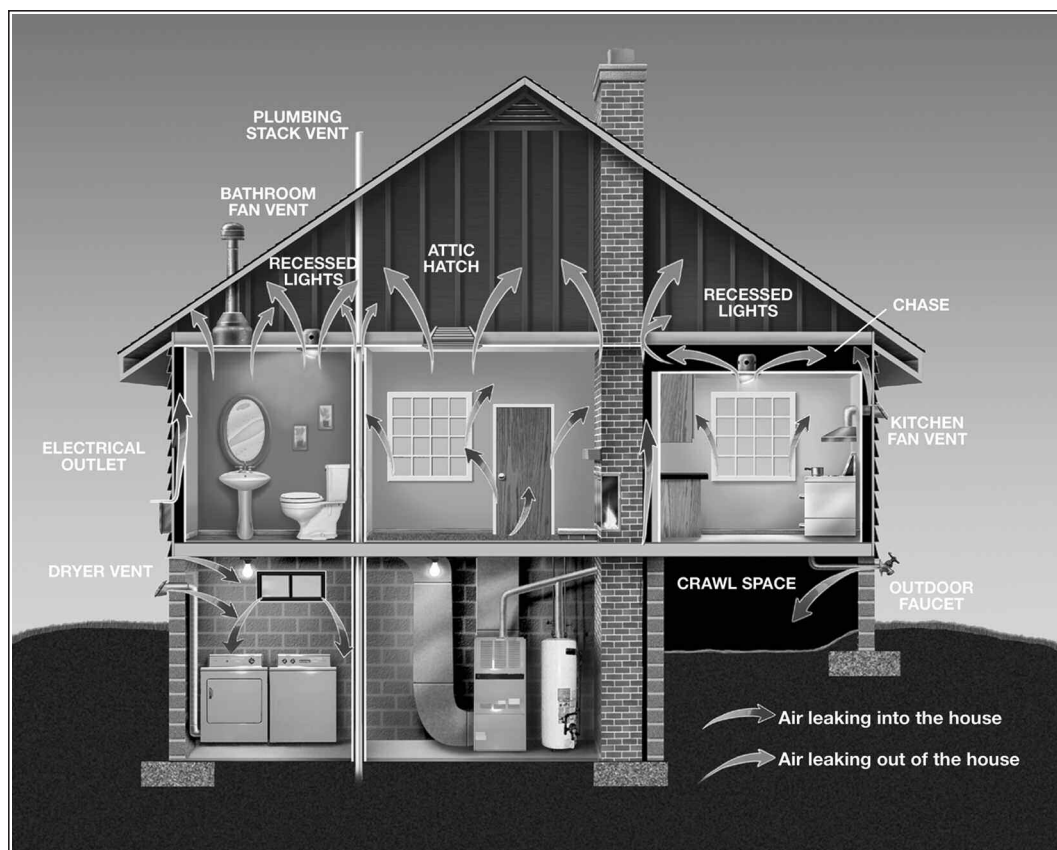 PLUMBING
STACK VENT
BATHROOM
FAN VENT
RECESSED
LIGHTS
ATTIC
HATCH
RECESSED
LIGHTS
CHASE
ELECTRICAL
OUTLET
KITCHEN
FAN VENT
DRYER VENT
CRAWL SPACE
OUTDOOR
FAUCET
Air leaking into the house
Air leaking out of the house